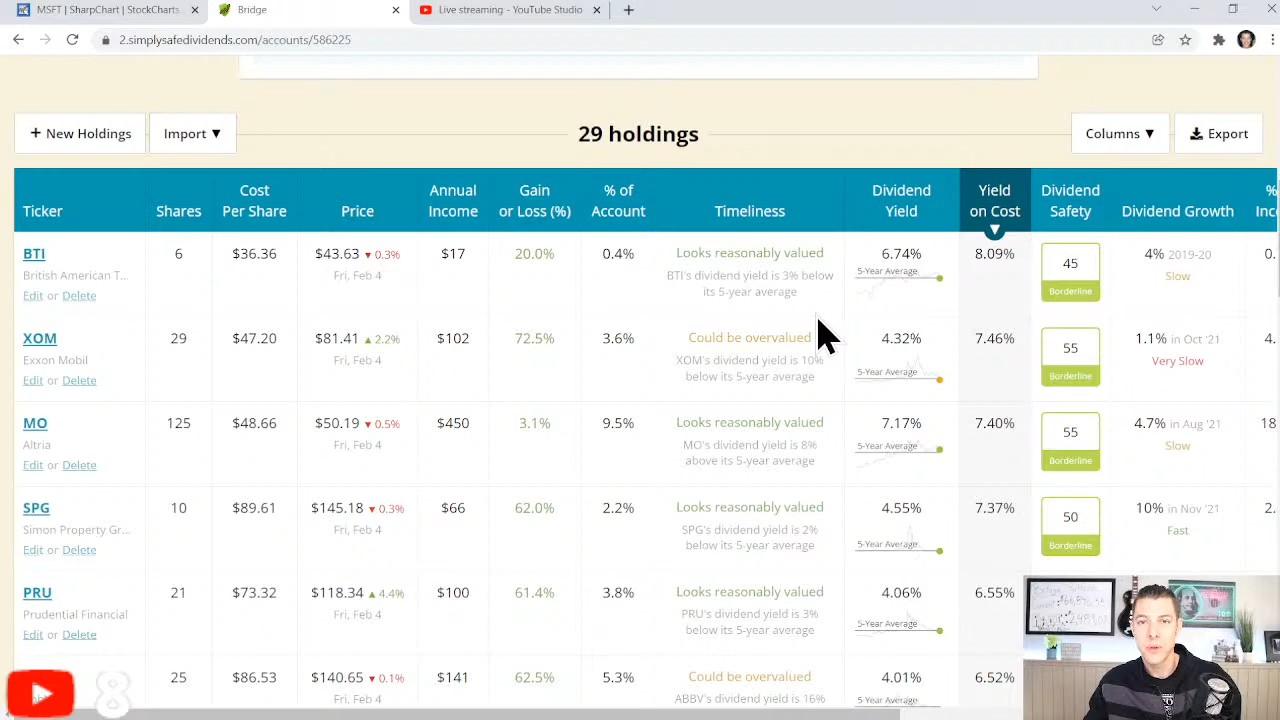 MSFT | SharpChart | StockCharts.
Bridge
Live streaming - YouTube Studio
2.simplysafedividends.com/accounts/586225
+ New Holdings
Import ▼
29 holdings
Columns ▼
Export
Ticker Shares Cost Per Share Price Annual Income Gain or Loss (%) % of Account Timeliness Dividend Yield Yield on Cost ▼ Dividend Safety Dividend Growth %
BTI 6 $36.36 $43.63 ▼ 0.3% $17 20.0% 0.4% Looks reasonably valued 6.74% 8.09% 45 4% 2019-20 0.
British American T... Fri, Feb 4 BTI's dividend yield is 3% below 5-Year Average Slow
Edit or Delete its 5-year average Borderline
XOM 29 $47.20 $81.41 ▲ 2.2% $102 72.5% 3.6% Could be overvalued 4.32% 7.46% 55 1.1% in Oct '21 4.
Exxon Mobil Fri, Feb 4 XOM's dividend yield is 10% 5-Year Average Very Slow
Edit or Delete below its 5-year average Borderline
MO 125 $48.66 $50.19 ▼ 0.5% $450 3.1% 9.5% Looks reasonably valued 7.17% 7.40% 55 4.7% in Aug '21 18
Altria Fri, Feb 4 MO's dividend yield is 8% 5-Year Average Slow
Edit or Delete above its 5-year average Borderline
SPG 10 $89.61 $145.18 ▼ 0.3% $66 62.0% 2.2% Looks reasonably valued 4.55% 7.37% 50 10% in Nov '21 2.
Simon Property Gr... Fri, Feb 4 SPG's dividend yield is 2% 5-Year Average Fast
Edit or Delete below its 5-year average Borderline
PRU 21 $73.32 $118.34 ▲ 4.4% $100 61.4% 3.8% Looks reasonably valued 4.06% 6.55%
Prudential Financial Fri, Feb 4 PRU's dividend yield is 3% 5-Year Average
Edit or Delete below its 5-year average
25 $86.53 $140.65 ▼ 0.1% $141 62.5% 5.3% Could be overvalued 4.01% 6.52%
Fri, Feb 4 ABBV's dividend yield is 16% 5-Year Average
8